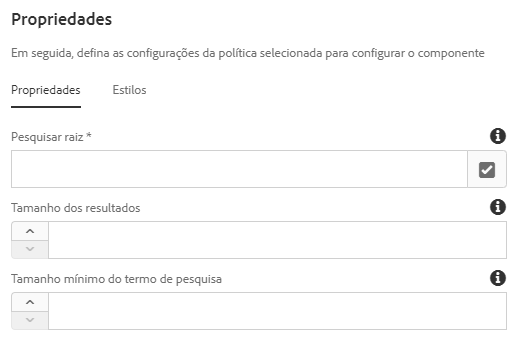 Propriedades
Em seguida, defina as configurações da política selecionada para configurar o componente
Propriedades
Estilos
Pesquisar raiz *
Tamanho dos resultados
Tamanho mínimo do termo de pesquisa